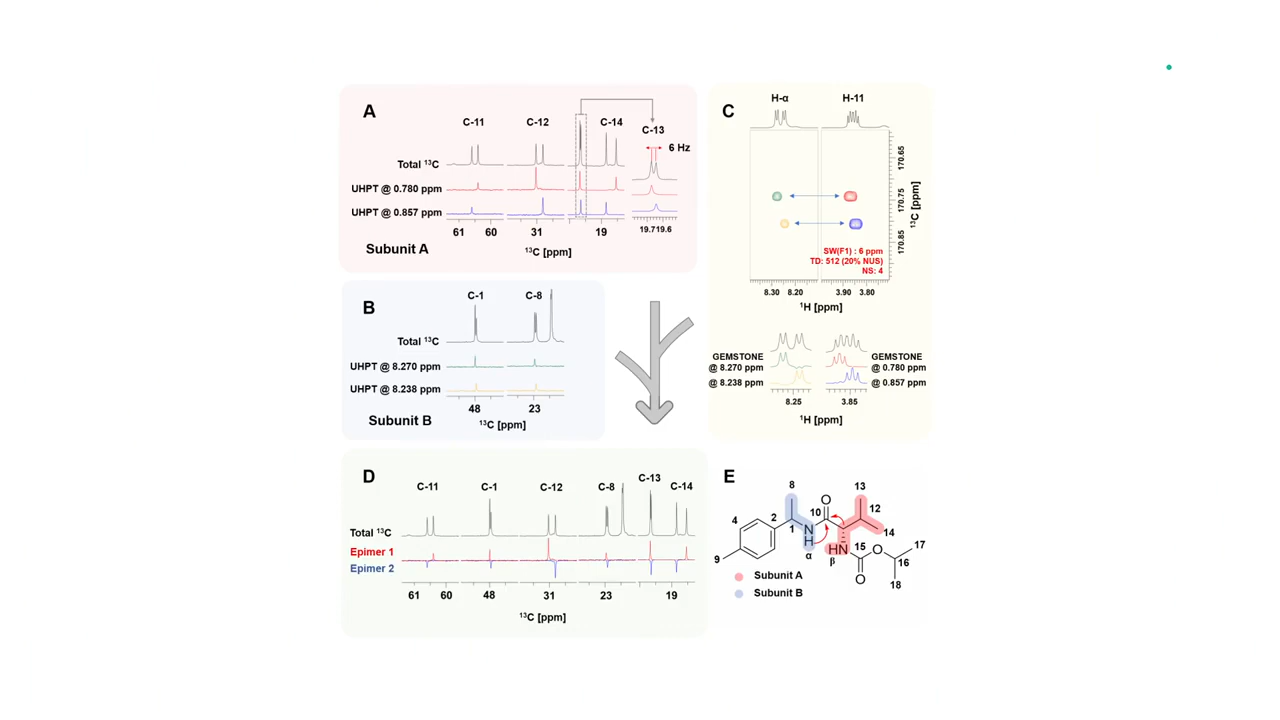 A
C-11
C-12
C-14
C-13
6 Hz
Total ¹³C
UHPT @ 0.780 ppm
UHPT @ 0.857 ppm
61
60
31
19
19.7
19.6
Subunit A
¹³C [ppm]
B
C-1
C-8
Total ¹³C
UHPT @ 8.270 ppm
UHPT @ 8.238 ppm
48
23
Subunit B
¹³C [ppm]
C
H-α
H-11
170.65
170.75
170.85
¹³C [ppm]
SW(F1) : 6 ppm
TD: 512 (20% NUS)
NS: 4
8.30 8.20
3.90 3.80
¹H [ppm]
GEMSTONE
@ 8.270 ppm
@ 8.238 ppm
GEMSTONE
@ 0.780 ppm
@ 0.857 ppm
8.25
3.85
¹H [ppm]
D
C-11
C-1
C-12
C-8
C-13
C-14
Total ¹³C
Epimer 1
Epimer 2
61
60
48
31
23
19
¹³C [ppm]
E
8
13
10
O
12
4
2
1
14
N
H
α
NH
β
15
O
17
16
9
O
18
Subunit A
Subunit B